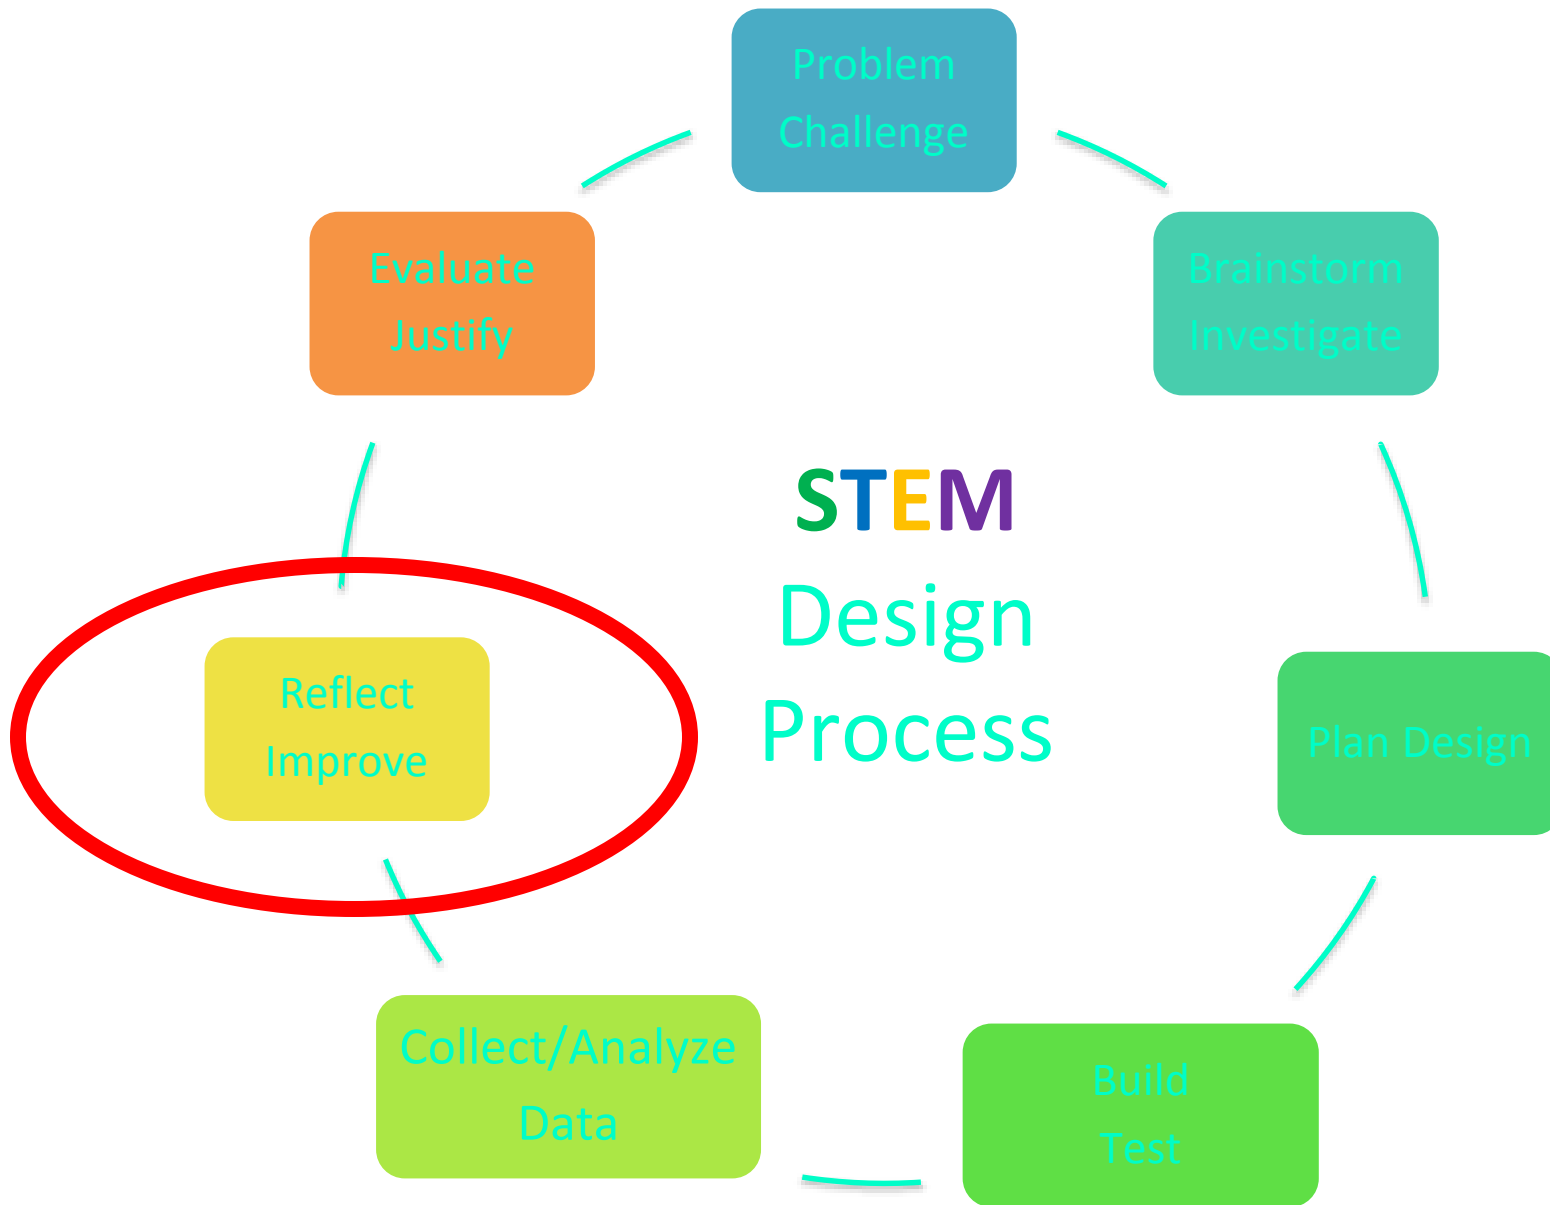 Problem
Challenge
Brainstorm
Investigate
Plan Design
Build
Test
Collect/Analyze
Data
Reflect
Improve
Evaluate
Justify
STEM
Design
Process